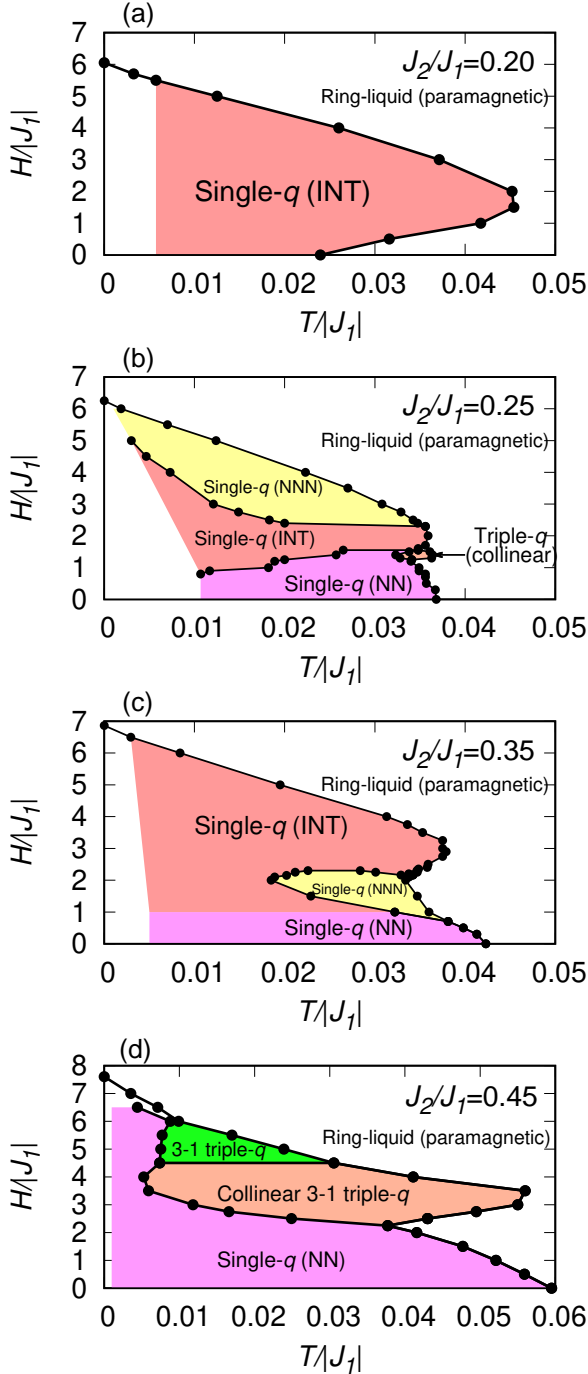 (a)
J2/J1=0.20
Ring-liquid (paramagnetic)
Single-q (INT)
H/|J1|
7
6
5
4
3
2
1
0
0 0.01 0.02 0.03 0.04 0.05
T/|J1|
(b)
J2/J1=0.25
Ring-liquid (paramagnetic)
Single-q (NNN)
Single-q (INT)
Triple-q
(collinear)
Single-q (NN)
H/|J1|
7
6
5
4
3
2
1
0
0 0.01 0.02 0.03 0.04 0.05
T/|J1|
(c)
J2/J1=0.35
Ring-liquid (paramagnetic)
Single-q (INT)
Single-q (NNN)
Single-q (NN)
H/|J1|
7
6
5
4
3
2
1
0
0 0.01 0.02 0.03 0.04 0.05
T/|J1|
(d)
J2/J1=0.45
Ring-liquid (paramagnetic)
3-1 triple-q
Collinear 3-1 triple-q
Single-q (NN)
H/|J1|
8
7
6
5
4
3
2
1
0
0 0.01 0.02 0.03 0.04 0.05 0.06
T/|J1|